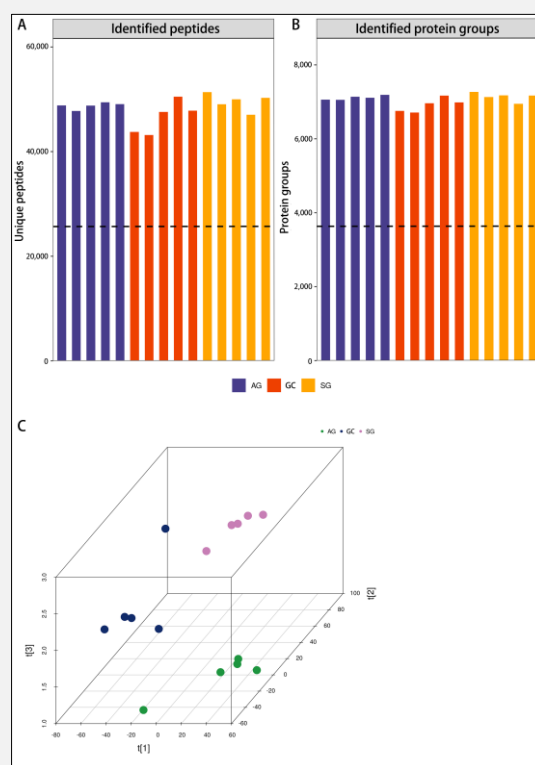 A
Identified peptides
60,000
40,000
20,000
0
Unique peptides
B
Identified protein groups
8,000
6,000
4,000
2,000
0
Protein groups
AG GC SG
C
AG GC SG
3.0
2.5
2.0
1.5
1.0
t[3]
-80 -60 -40 -20 0 20 40 60
t[1]
100
80
60
40
20
0
-20
-40
-60
t[2]